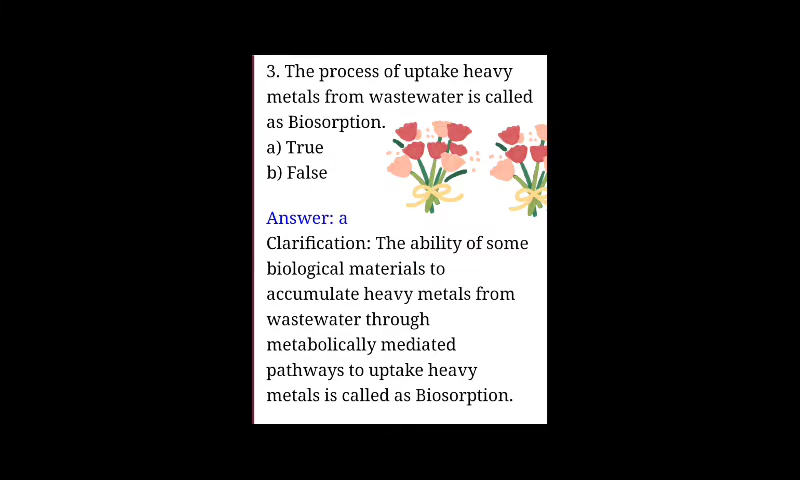 3. The process of uptake heavy
metals from wastewater is called
as Biosorption.
a) True
b) False
Answer: a
Clarification: The ability of some
biological materials to
accumulate heavy metals from
wastewater through
metabolically mediated
pathways to uptake heavy
metals is called as Biosorption.